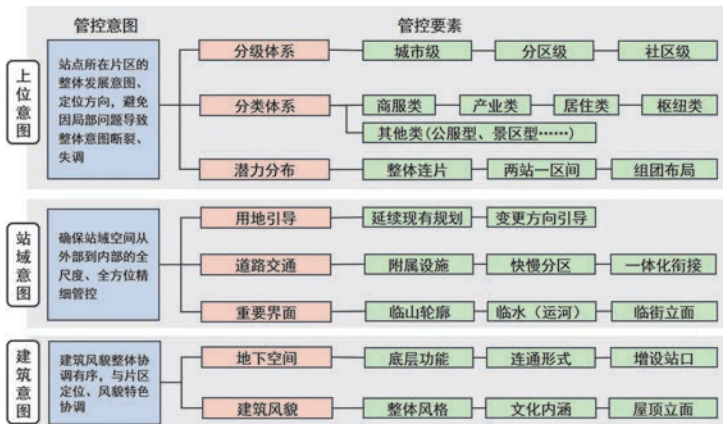 管控意图
管控要素
上位意图
站点所在片区的
整体发展意图、
定位方向，避免
因局部问题导致
整体意图断裂、
失调
分级体系
城市级
分区级
社区级
分类体系
商服类
产业类
居住类
枢纽类
其他类(公服型、景区型……)
潜力分布
整体连片
两站一区间
组团布局
站域意图
确保站域空间从
外部到内部的全
尺度、全方位精
细管控
用地引导
延续现有规划
变更方向引导
道路交通
附属设施
快慢分区
一体化衔接
重要界面
临山轮廓
临水（运河）
临街立面
建筑意图
建筑风貌整体协
调有序，与片区
定位、风貌特色
协调
地下空间
底层功能
连通形式
增设站口
建筑风貌
整体风格
文化内涵
屋顶立面